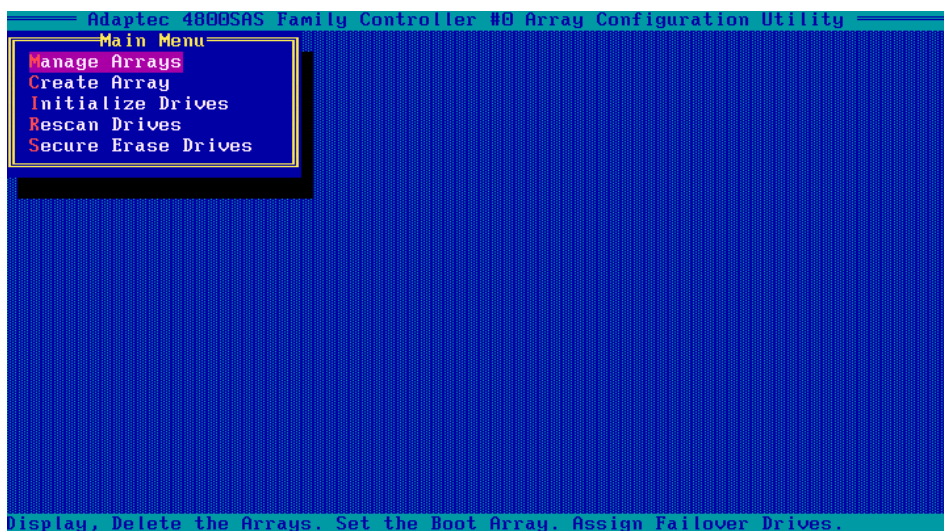 Adaptec 4800SAS Family Controller #0 Array Configuration Utility
Main Menu
Manage Arrays
Create Array
Initialize Drives
Rescan Drives
Secure Erase Drives
Display, Delete the Arrays. Set the Boot Array. Assign Failover Drives.